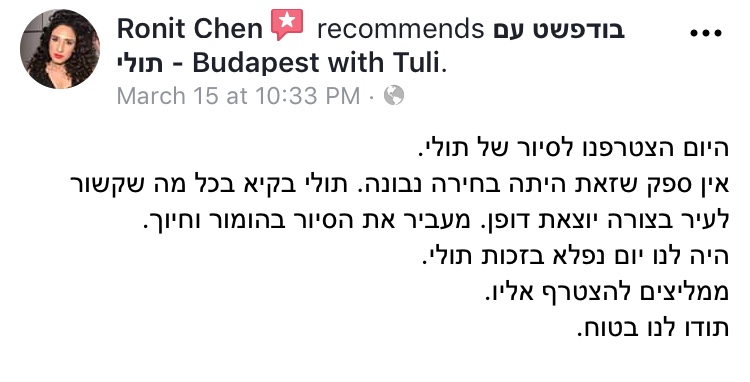 Ronit Chen recommends בודפשט עם
תולי - Budapest with Tuli.
March 15 at 10:33 PM ·
היום הצטרפנו לסיור של תולי.
אין ספק שזאת היתה בחירה נבונה. תולי בקיא בכל מה שקשור
לעיר בצורה יוצאת דופן. מעביר את הסיור בהומור וחיוך.
היה לנו יום נפלא בזכות תולי.
ממליצים להצטרף אליו.
תודו לנו בטוח.